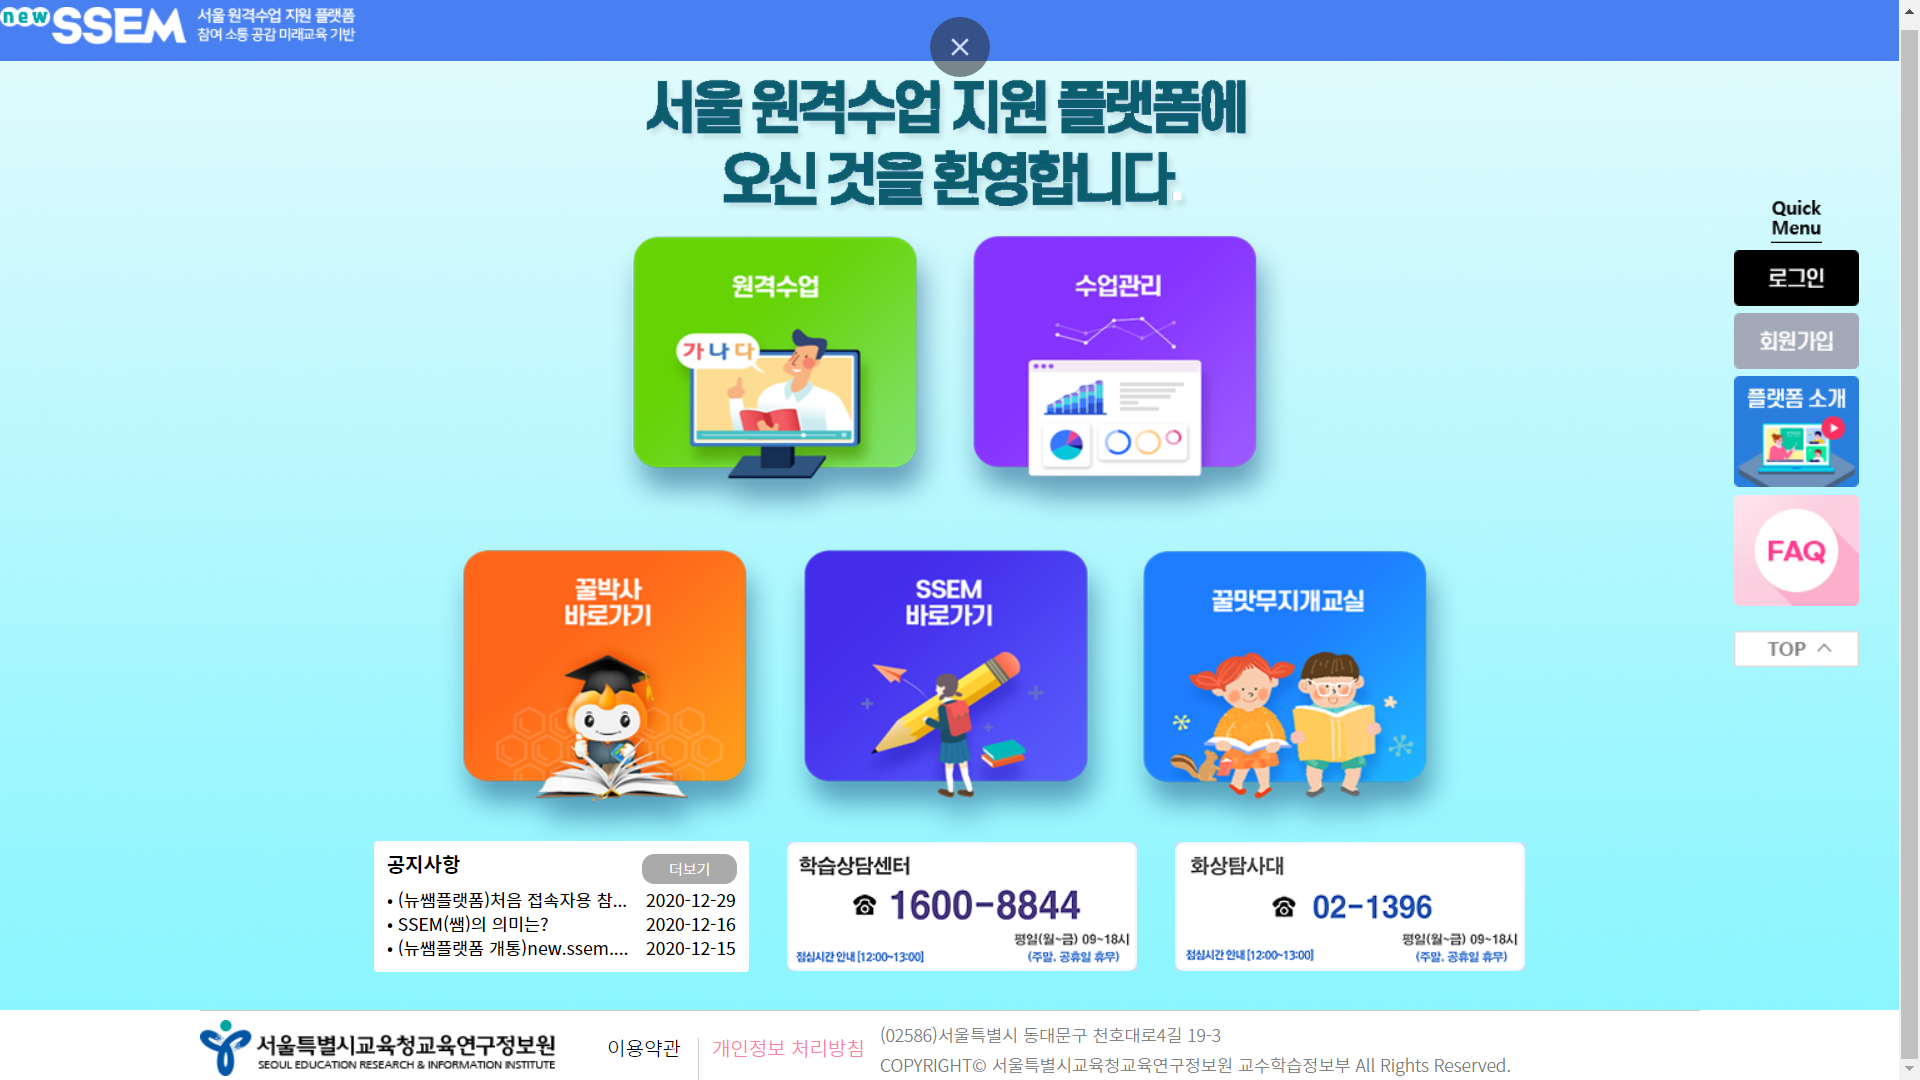 new SSEM 서울 원격수업 지원 플랫폼
참여 소통 공감 미래교육 기반
서울 원격수업 지원 플랫폼에
오신 것을 환영합니다.
Quick
Menu
로그인
회원가입
플랫폼 소개
FAQ
TOP
원격수업
가나다
수업관리
꿀박사
바로가기
SSEM
바로가기
꿀맛무지개교실
공지사항
더보기
• (뉴쌤플랫폼)처음 접속자용 참... 2020-12-29
• SSEM(쌤)의 의미는? 2020-12-16
• (뉴쌤플랫폼 개통)new.ssem.... 2020-12-15
학습상담센터
☎ 1600-8844
평일(월~금) 09~18시
점심시간 안내 [12:00~13:00] (주말, 공휴일 휴무)
화상탐사대
☎ 02-1396
평일(월~금) 09~18시
점심시간 안내 [12:00~13:00] (주말, 공휴일 휴무)
서울특별시교육청교육연구정보원
SEOUL EDUCATION RESEARCH & INFORMATION INSTITUTE
이용약관
개인정보 처리방침
(02586)서울특별시 동대문구 천호대로4길 19-3
COPYRIGHT© 서울특별시교육청교육연구정보원 교수학습정보부 All Rights Reserved.